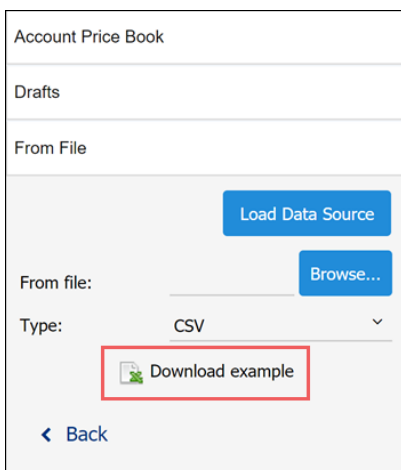 Account Price Book
Drafts
From File
Load Data Source
From file:
Browse...
Type:
CSV
Download example
Back